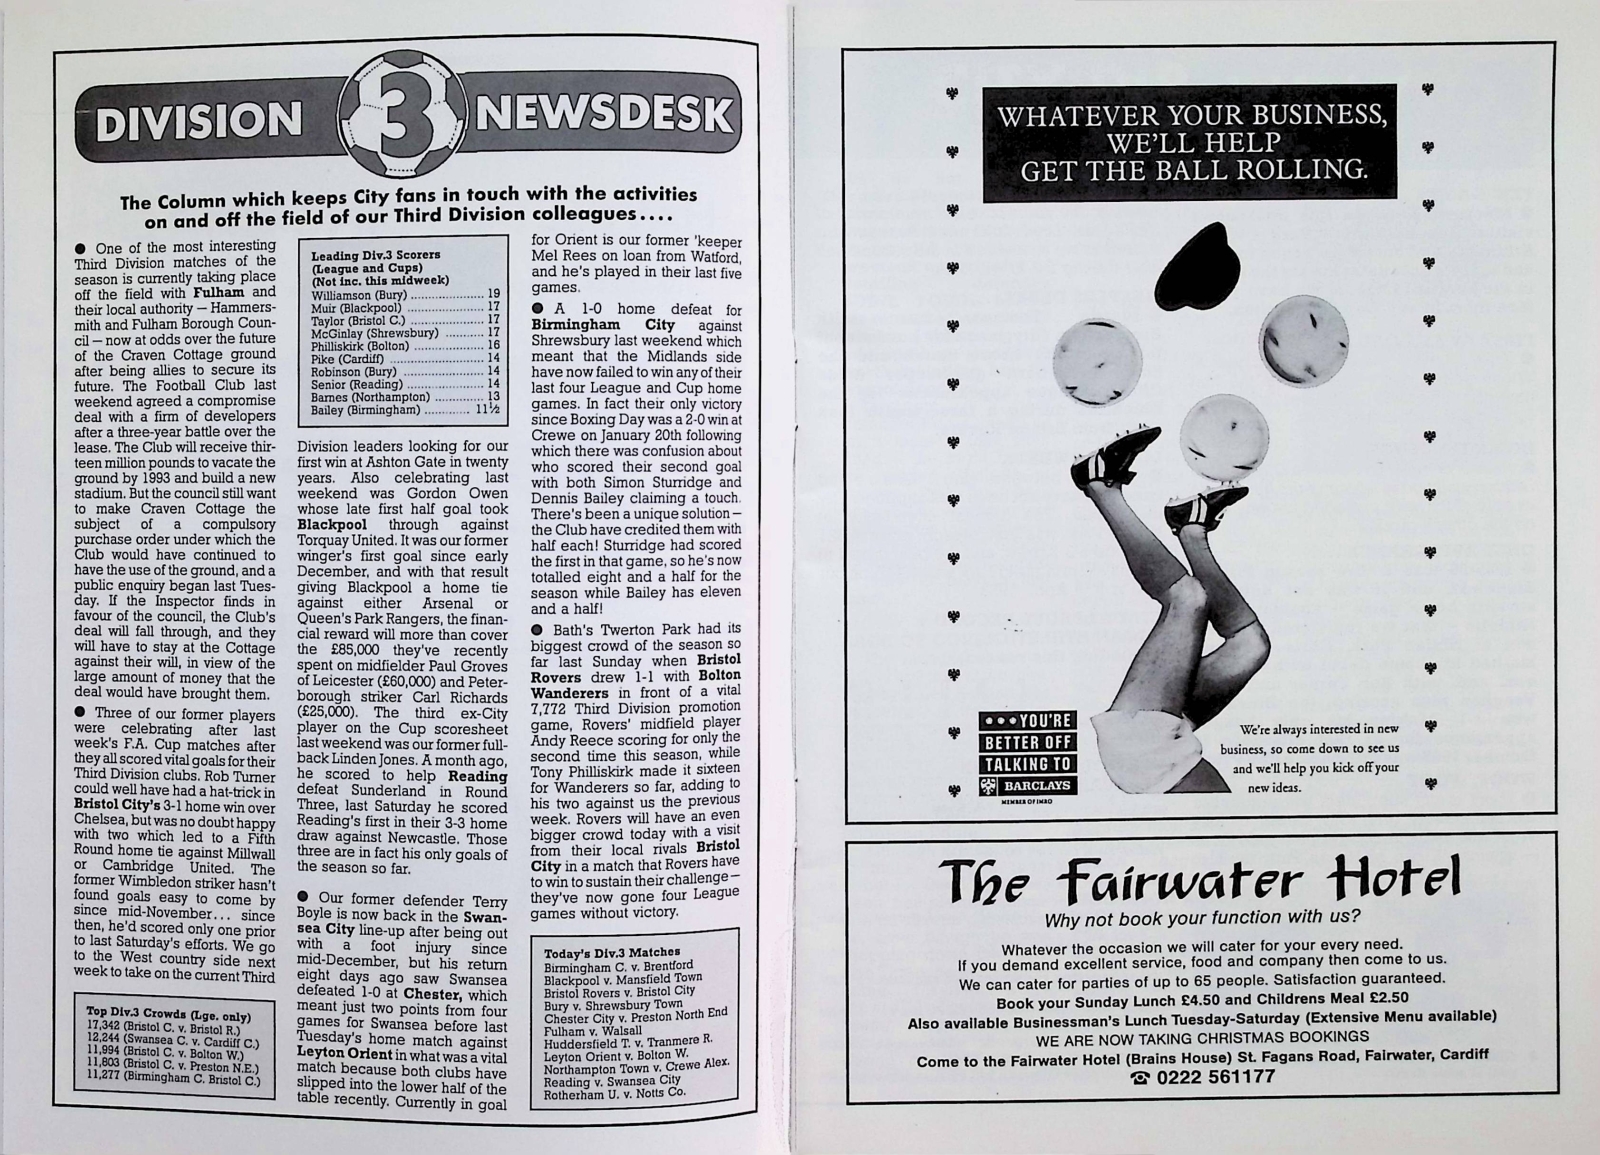 DIVISION 3 NEWSDESK
The Column which keeps City fans in touch with the activities
on and off the field of our Third Division colleagues....
● One of the most interesting
Third Division matches of the
season is currently taking place
off the field with Fulham and
their local authority — Hammers-
mith and Fulham Borough Coun-
cil — now at odds over the future
of the Craven Cottage ground
after being allies to secure its
future. The Football Club last
weekend agreed a compromise
deal with a firm of developers
after a three-year battle over the
lease. The Club will receive thir-
teen million pounds to vacate the
ground by 1993 and build a new
stadium. But the council still want
to make Craven Cottage the
subject of a compulsory
purchase order under which the
Club would have continued to
have the use of the ground, and a
public enquiry began last Tues-
day. If the Inspector finds in
favour of the council, the Club's
deal will fall through, and they
will have to stay at the Cottage
against their will, in view of the
large amount of money that the
deal would have brought them.
● Three of our former players
were celebrating after last
week's F.A. Cup matches after
they all scored vital goals for their
Third Division clubs. Rob Turner
could well have had a hat-trick in
Bristol City's 3-1 home win over
Chelsea, but was no doubt happy
with two which led to a Fifth
Round home tie against Millwall
or Cambridge United. The
former Wimbledon striker hasn't
found goals easy to come by
since mid-November... since
then, he'd scored only one prior
to last Saturday's efforts. We go
to the West country side next
week to take on the current Third
Top Div.3 Crowds (Lge. only)
17,342 (Bristol C. v. Bristol R.)
12,244 (Swansea C. v. Cardiff C.)
11,994 (Bristol C. v. Bolton W.)
11,803 (Bristol C. v. Preston N.E.)
11,277 (Birmingham C. Bristol C.)
Leading Div.3 Scorers
(League and Cups)
(Not inc. this midweek)
Williamson (Bury) ...................... 19
Muir (Blackpool) ........................ 17
Taylor (Bristol C.) ...................... 17
McGinlay (Shrewsbury) ........... 17
Philliskirk (Bolton) ..................... 16
Pike (Cardiff) .............................. 14
Robinson (Bury) ......................... 14
Senior (Reading) ........................ 14
Barnes (Northampton) .............. 13
Bailey (Birmingham) ............ 11½
Division leaders looking for our
first win at Ashton Gate in twenty
years. Also celebrating last
weekend was Gordon Owen
whose late first half goal took
Blackpool through against
Torquay United. It was our former
winger's first goal since early
December, and with that result
giving Blackpool a home tie
against either Arsenal or
Queen's Park Rangers, the finan-
cial reward will more than cover
the £85,000 they've recently
spent on midfielder Paul Groves
of Leicester (£60,000) and Peter-
borough striker Carl Richards
(£25,000). The third ex-City
player on the Cup scoresheet
last weekend was our former full-
back Linden Jones. A month ago,
he scored to help Reading
defeat Sunderland in Round
Three, last Saturday he scored
Reading's first in their 3-3 home
draw against Newcastle. Those
three are in fact his only goals of
the season so far.
● Our former defender Terry
Boyle is now back in the Swan-
sea City line-up after being out
with a foot injury since
mid-December, but his return
eight days ago saw Swansea
defeated 1-0 at Chester, which
meant just two points from four
games for Swansea before last
Tuesday's home match against
Leyton Orient in what was a vital
match because both clubs have
slipped into the lower half of the
table recently. Currently in goal
for Orient is our former 'keeper
Mel Rees on loan from Watford,
and he's played in their last five
games.
● A 1-0 home defeat for
Birmingham City against
Shrewsbury last weekend which
meant that the Midlands side
have now failed to win any of their
last four League and Cup home
games. In fact their only victory
since Boxing Day was a 2-0 win at
Crewe on January 20th following
which there was confusion about
who scored their second goal
with both Simon Sturridge and
Dennis Bailey claiming a touch.
There's been a unique solution —
the Club have credited them with
half each! Sturridge had scored
the first in that game, so he's now
totalled eight and a half for the
season while Bailey has eleven
and a half!
● Bath's Twerton Park had its
biggest crowd of the season so
far last Sunday when Bristol
Rovers drew 1-1 with Bolton
Wanderers in front of a vital
7,772 Third Division promotion
game, Rovers' midfield player
Andy Reece scoring for only the
second time this season, while
Tony Philliskirk made it sixteen
for Wanderers so far, adding to
his two against us the previous
week. Rovers will have an even
bigger crowd today with a visit
from their local rivals Bristol
City in a match that Rovers have
to win to sustain their challenge —
they've now gone four League
games without victory.
Today's Div.3 Matches
Birmingham C. v. Brentford
Blackpool v. Mansfield Town
Bristol Rovers v. Bristol City
Bury v. Shrewsbury Town
Chester City v. Preston North End
Fulham v. Walsall
Huddersfield T. v. Tranmere R.
Leyton Orient v. Bolton W.
Northampton Town v. Crewe Alex.
Reading v. Swansea City
Rotherham U. v. Notts Co.
WHATEVER YOUR BUSINESS,
WE'LL HELP
GET THE BALL ROLLING.
●●●YOU'RE
BETTER OFF
TALKING TO
BARCLAYS
MEMBER OF IMRO
We're always interested in new
business, so come down to see us
and we'll help you kick off your
new ideas.
The Fairwater Hotel
Why not book your function with us?
Whatever the occasion we will cater for your every need.
If you demand excellent service, food and company then come to us.
We can cater for parties of up to 65 people. Satisfaction guaranteed.
Book your Sunday Lunch £4.50 and Childrens Meal £2.50
Also available Businessman's Lunch Tuesday-Saturday (Extensive Menu available)
WE ARE NOW TAKING CHRISTMAS BOOKINGS
Come to the Fairwater Hotel (Brains House) St. Fagans Road, Fairwater, Cardiff
☎ 0222 561177